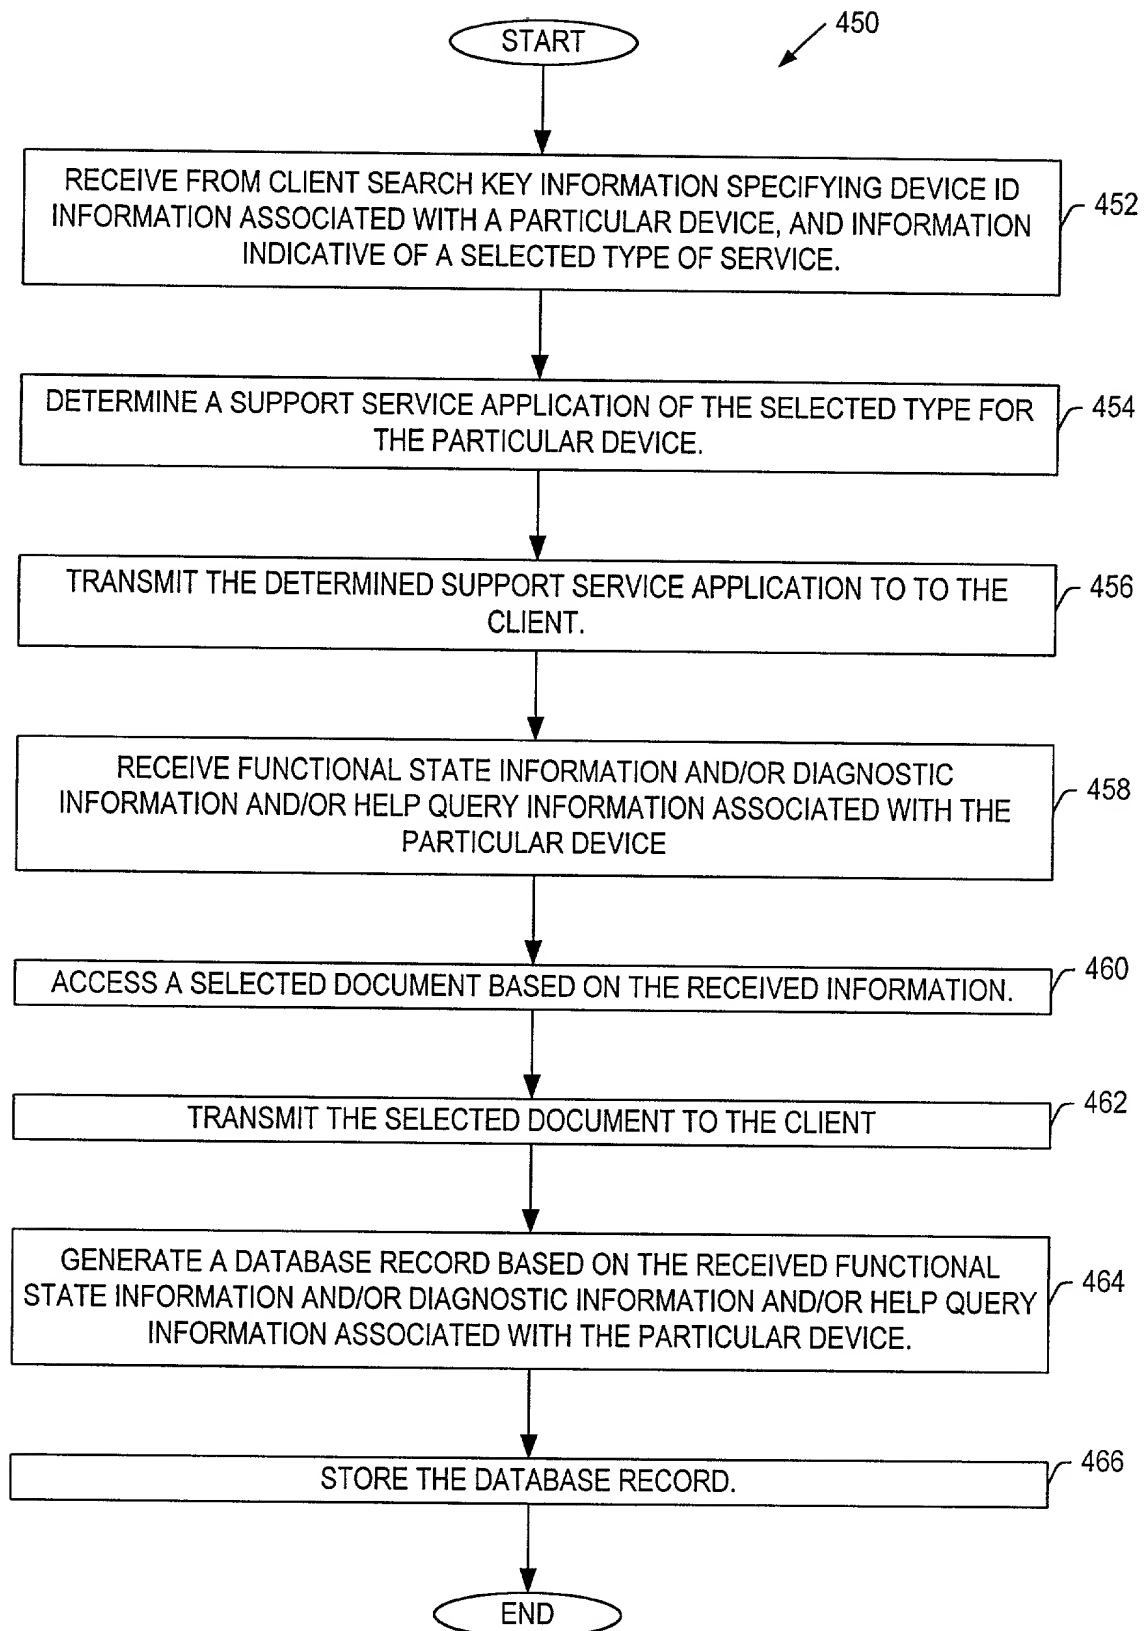 START
450
RECEIVE FROM CLIENT SEARCH KEY INFORMATION SPECIFYING DEVICE ID
INFORMATION ASSOCIATED WITH A PARTICULAR DEVICE, AND INFORMATION
INDICATIVE OF A SELECTED TYPE OF SERVICE.
452
DETERMINE A SUPPORT SERVICE APPLICATION OF THE SELECTED TYPE FOR
THE PARTICULAR DEVICE.
454
TRANSMIT THE DETERMINED SUPPORT SERVICE APPLICATION TO TO THE
CLIENT.
456
RECEIVE FUNCTIONAL STATE INFORMATION AND/OR DIAGNOSTIC
INFORMATION AND/OR HELP QUERY INFORMATION ASSOCIATED WITH THE
PARTICULAR DEVICE
458
ACCESS A SELECTED DOCUMENT BASED ON THE RECEIVED INFORMATION.
460
TRANSMIT THE SELECTED DOCUMENT TO THE CLIENT
462
GENERATE A DATABASE RECORD BASED ON THE RECEIVED FUNCTIONAL
STATE INFORMATION AND/OR DIAGNOSTIC INFORMATION AND/OR HELP QUERY
INFORMATION ASSOCIATED WITH THE PARTICULAR DEVICE.
464
STORE THE DATABASE RECORD.
466
END